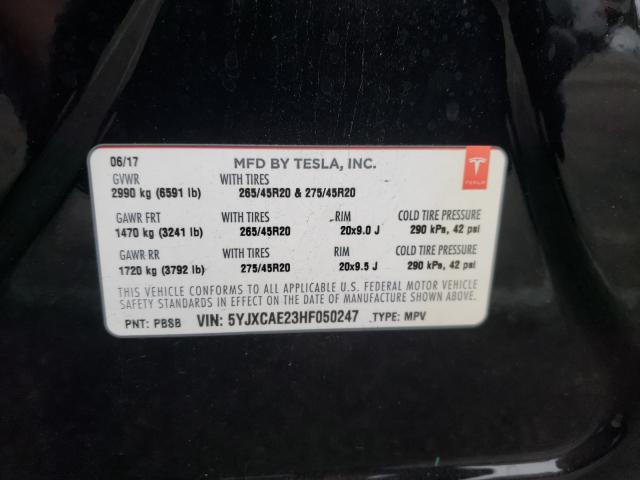 06/17 MFD BY TESLA, INC.
GVWR WITH TIRES
2990 kg (6591 lb) 265/45R20 & 275/45R20
TESLA
GAWR FRT WITH TIRES RIM COLD TIRE PRESSURE
1470 kg (3241 lb) 265/45R20 20x9.0 J 290 kPa, 42 psi
GAWR RR WITH TIRES RIM COLD TIRE PRESSURE
1720 kg (3792 lb) 275/45R20 20x9.5 J 290 kPa, 42 psi
THIS VEHICLE CONFORMS TO ALL APPLICABLE U.S. FEDERAL MOTOR VEHICLE
SAFETY STANDARDS IN EFFECT ON THE DATE OF MANUFACTURE SHOWN ABOVE.
PNT: PBSB VIN: 5YJXCAE23HF050247 TYPE: MPV